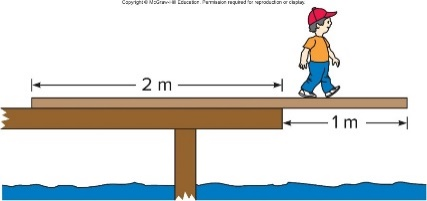 Copyright © McGraw-Hill Education. Permission required for reproduction or display.
2 m
1 m